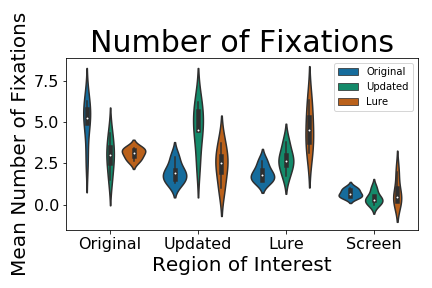 Number of Fixations
Mean Number of Fixations
7.5
5.0
2.5
0.0
Original
Updated
Lure
Original
Updated
Lure
Screen
Region of Interest